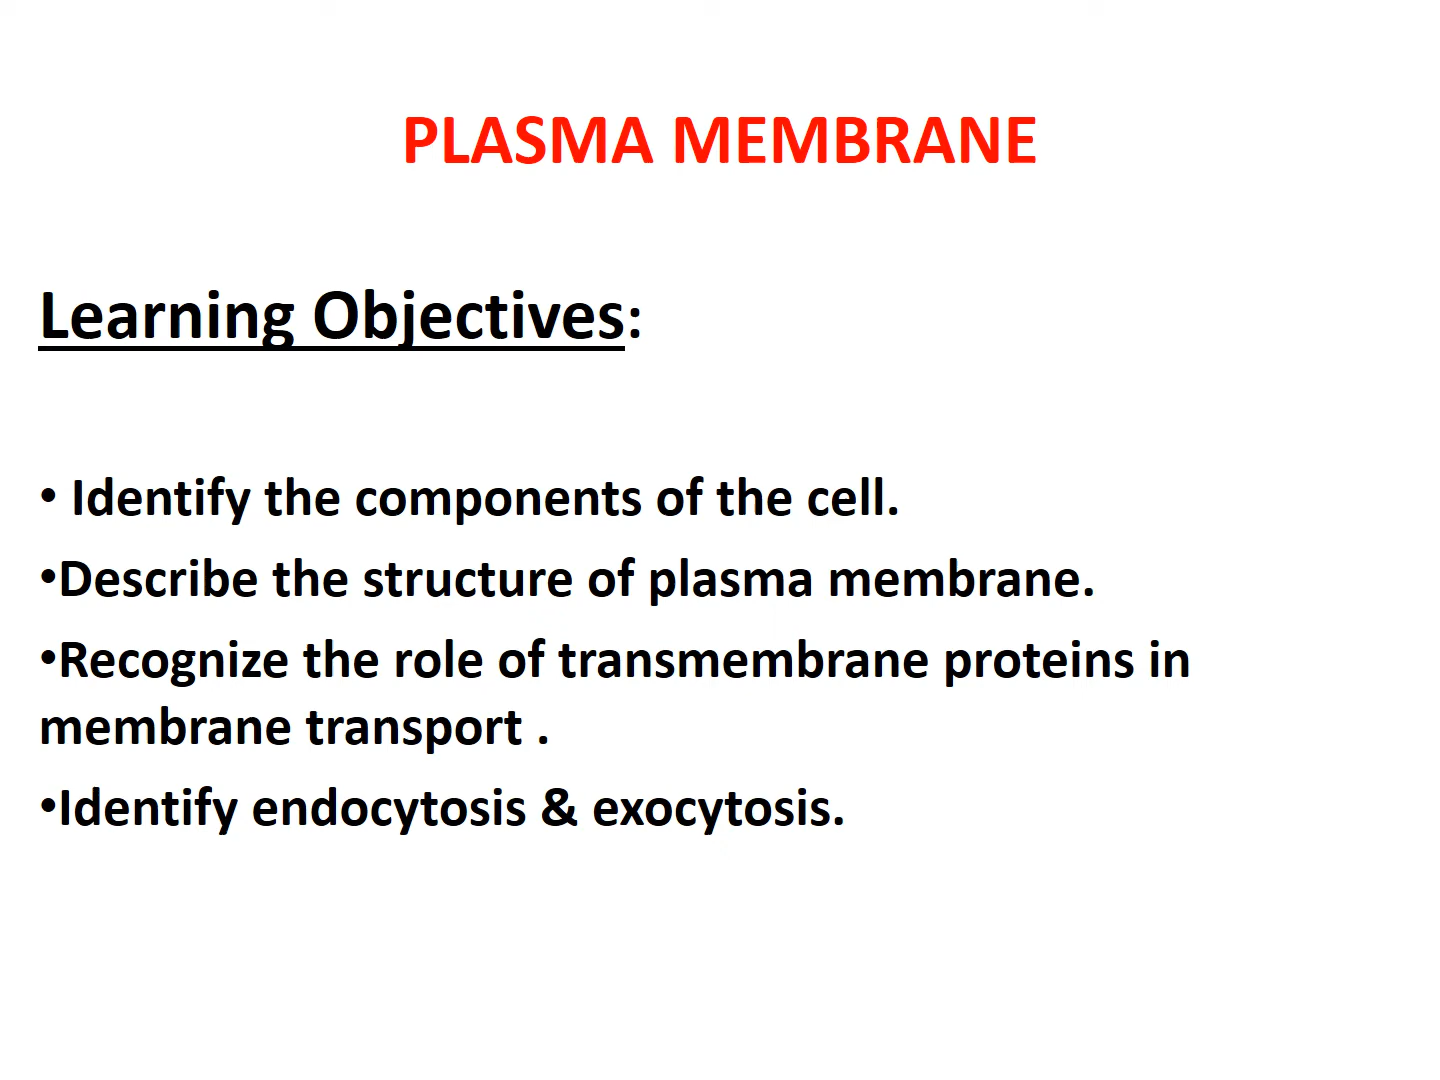 PLASMA MEMBRANE
Learning Objectives:
• Identify the components of the cell.
•Describe the structure of plasma membrane.
•Recognize the role of transmembrane proteins in
membrane transport .
•Identify endocytosis & exocytosis.